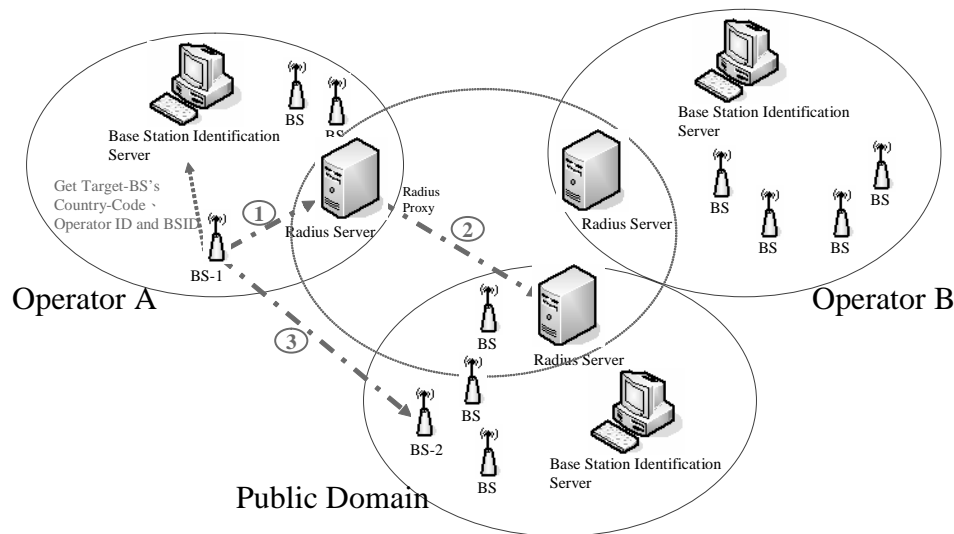 BS
BS
Base Station Identification
Server
Get Target-BS's
Country-Code、
Operator ID and BSID
1
Radius
Proxy
Radius Server
2
BS-1
Operator A
3
Base Station Identification
Server
BS
BS
BS
BS
Radius Server
Operator B
BS
Radius Server
BS
BS-2
BS
Base Station Identification
Server
Public Domain